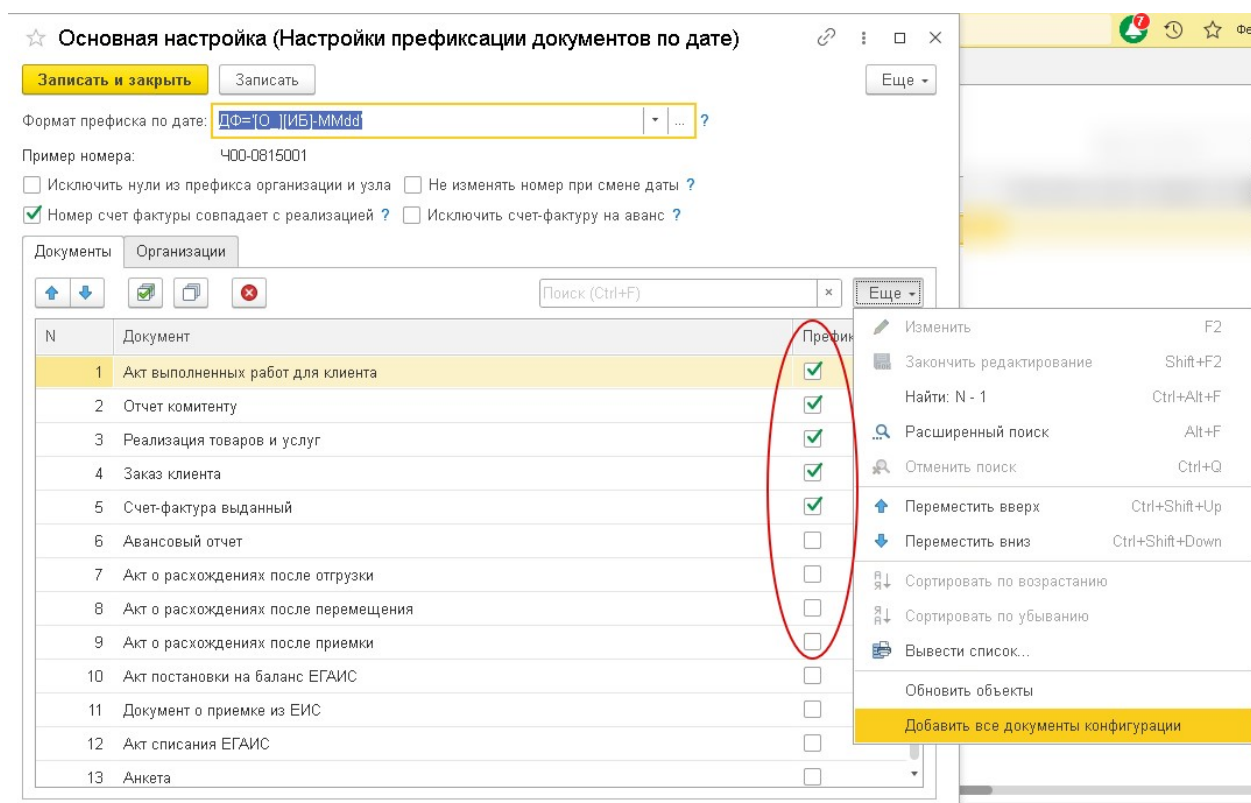 Основная настройка (Настройки префиксации документов по дате)
7
Записать и закрыть Записать Еще
Формат префиска по дате: ДФ='[О_][ИБ]-MMdd' ... ?
Пример номера: Ч00-0815001
Исключить нули из префикса организации и узла Не изменять номер при смене даты ?
Номер счет фактуры совпадает с реализацией ? Исключить счет-фактуру на аванс ?
Документы Организации
Поиск (Ctrl+F) × Еще
N Документ
1 Акт выполненных работ для клиента
2 Отчет комитенту
3 Реализация товаров и услуг
4 Заказ клиента
5 Счет-фактура выданный
6 Авансовый отчет
7 Акт о расхождениях после отгрузки
8 Акт о расхождениях после перемещения
9 Акт о расхождениях после приемки
10 Акт постановки на баланс ЕГАИС
11 Документ о приемке из ЕИС
12 Акт списания ЕГАИС
13 Анкета
Изменить F2
Закончить редактирование Shift+F2
Найти: N - 1 Ctrl+Alt+F
Расширенный поиск Alt+F
Отменить поиск Ctrl+Q
Переместить вверх Ctrl+Shift+Up
Переместить вниз Ctrl+Shift+Down
Сортировать по возрастанию
Сортировать по убыванию
Вывести список...
Обновить объекты
Добавить все документы конфигурации